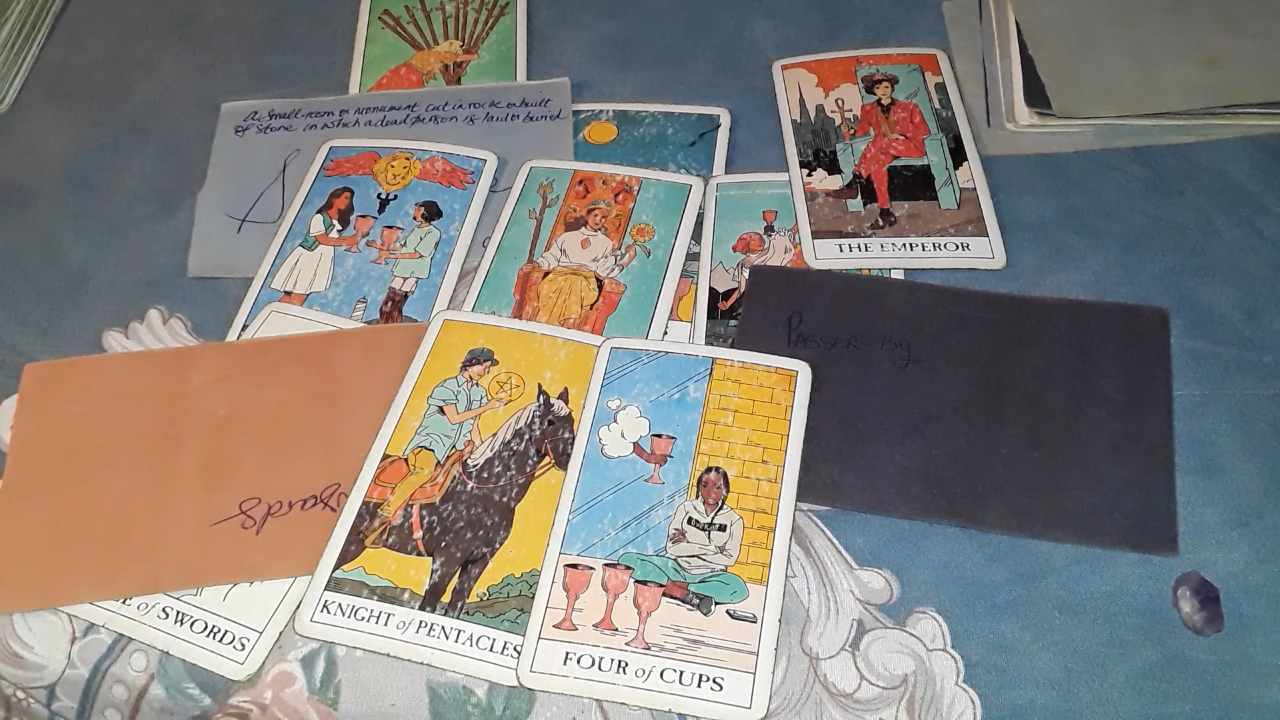 a small room or monument cut in rock or built
of stone in which a dead person is laid or buried
THE EMPEROR
PASSER-BY
of SWORDS
KNIGHT of PENTACLES
FOUR of CUPS